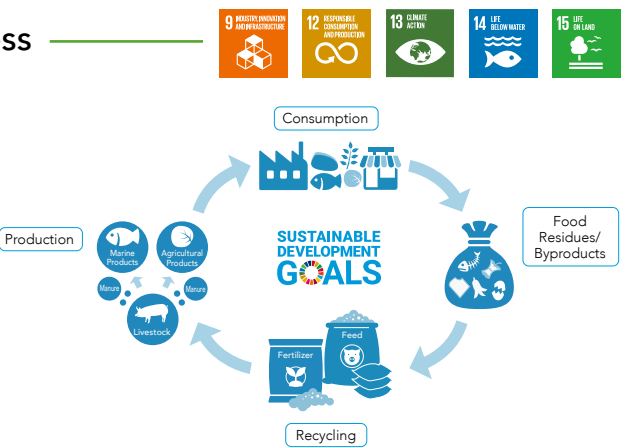 ss
9 INDUSTRY, INNOVATION
AND INFRASTRUCTURE
12 RESPONSIBLE
CONSUMPTION
AND PRODUCTION
13 CLIMATE
ACTION
14 LIFE
BELOW WATER
15 LIFE
ON LAND
Consumption
Production
Marine
Products
Agricultural
Products
Manure
Manure
Livestock
SUSTAINABLE
DEVELOPMENT
GOALS
Food
Residues/
Byproducts
Feed
Fertilizer
Recycling